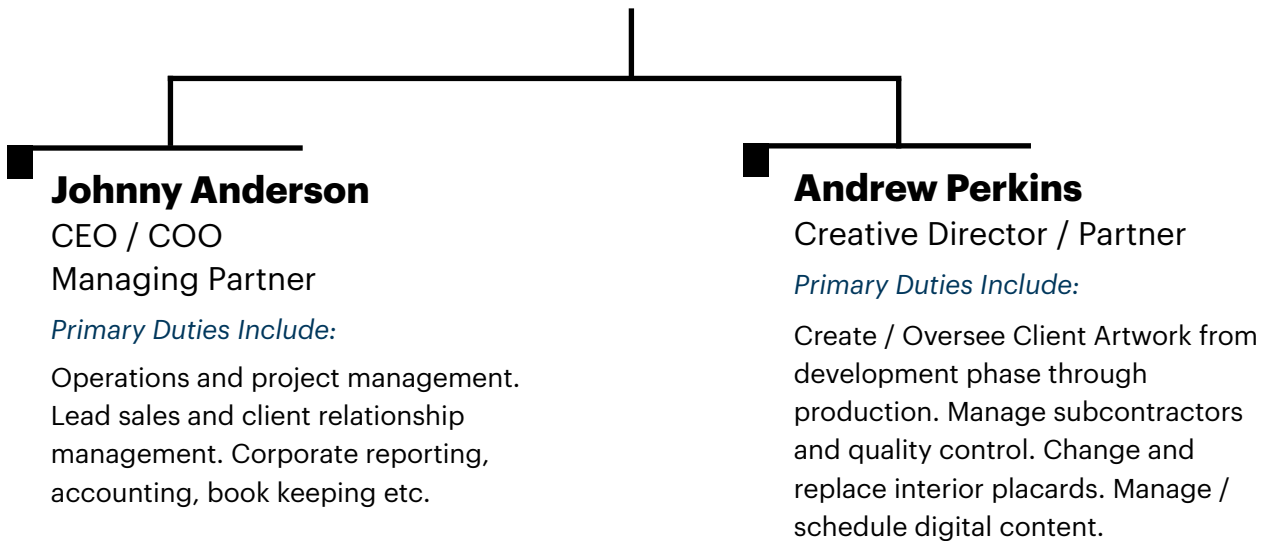 Johnny Anderson
CEO / COO
Managing Partner
Primary Duties Include:
Operations and project management.
Lead sales and client relationship
management. Corporate reporting,
accounting, book keeping etc.
Andrew Perkins
Creative Director / Partner
Primary Duties Include:
Create / Oversee Client Artwork from
development phase through
production. Manage subcontractors
and quality control. Change and
replace interior placards. Manage /
schedule digital content.